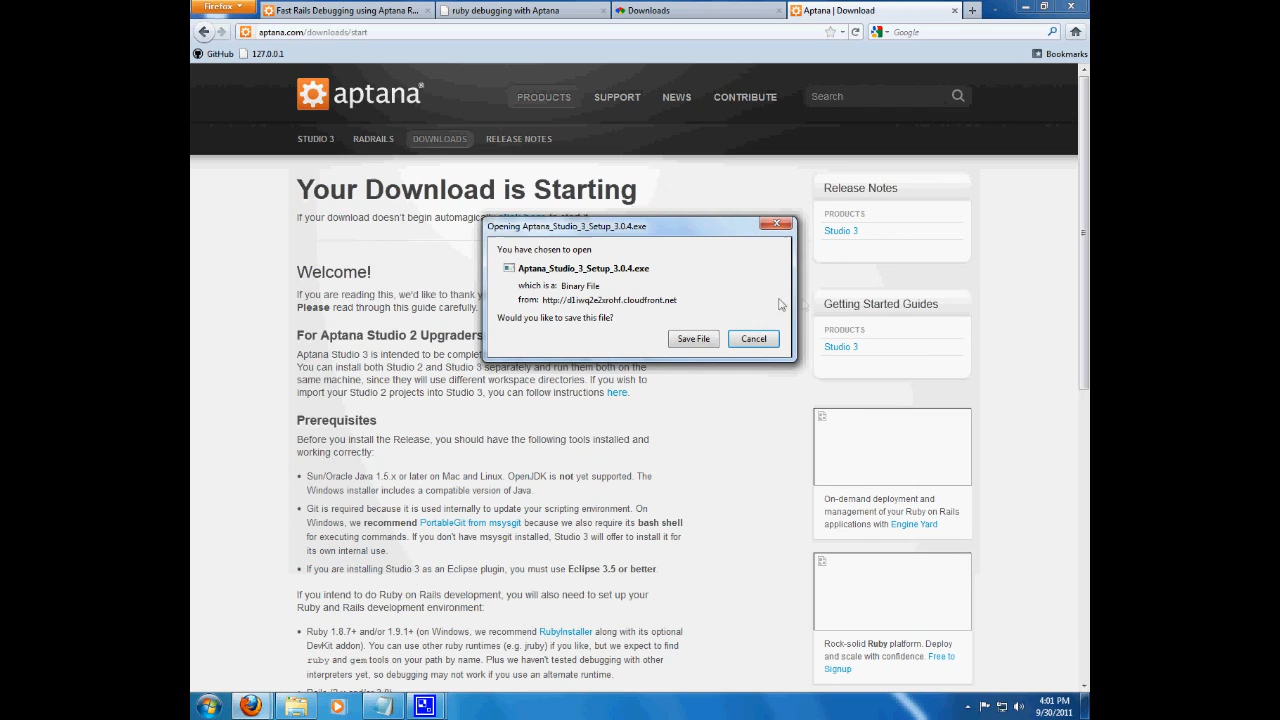 Firefox
Fast Rails Debugging using Aptana R...
ruby debugging with Aptana
Downloads
Aptana | Download
aptana.com/downloads/start
Google
GitHub
127.0.0.1
Bookmarks
aptana
PRODUCTS
SUPPORT
NEWS
CONTRIBUTE
Search
STUDIO 3
RADRAILS
DOWNLOADS
RELEASE NOTES
Your Download is Starting
If your download doesn't begin automatically
Opening Aptana_Studio_3_Setup_3.0.4.exe
You have chosen to open
Aptana_Studio_3_Setup_3.0.4.exe
which is a: Binary File
from: http://d1iwq2e2xrohf.cloudfront.net
Would you like to save this file?
Save File
Cancel
Welcome!
If you are reading this, we'd like to thank
Please read through this guide carefully.
For Aptana Studio 2 Upgraders
Aptana Studio 3 is intended to be
You can install both Studio 2 and Studio 3 separately and run them both on the
same machine, since they will use different workspace directories. If you wish to
import your Studio 2 projects into Studio 3, you can follow instructions here.
Prerequisites
Before you install the Release, you should have the following tools installed and
working correctly:
• Sun/Oracle Java 1.5.x or later on Mac and Linux. OpenJDK is not yet supported. The
Windows installer includes a compatible version of Java.
• Git is required because it is used internally to update your scripting environment. On
Windows, we recommend PortableGit from msysgit because we also require its bash shell
for executing commands. If you don't have msysgit installed, Studio 3 will offer to install it for
its own internal use.
• If you are installing Studio 3 as an Eclipse plugin, you must use Eclipse 3.5 or better.
If you intend to do Ruby on Rails development, you will also need to set up your
Ruby and Rails development environment:
• Ruby 1.8.7+ and/or 1.9.1+ (on Windows, we recommend RubyInstaller along with its optional
DevKit addon). You can use other ruby runtimes (e.g. jruby) if you like, but we expect to find
ruby and gem tools on your path by name. Plus we haven't tested debugging with other
interpreters yet, so debugging may not work if you use an alternate runtime.
Release Notes
PRODUCTS
Studio 3
Getting Started Guides
PRODUCTS
Studio 3
On-demand deployment and
management of your Ruby on Rails
applications with Engine Yard
Rock-solid Ruby platform. Deploy
and scale with confidence. Free to
Signup
4:01 PM
9/30/2011